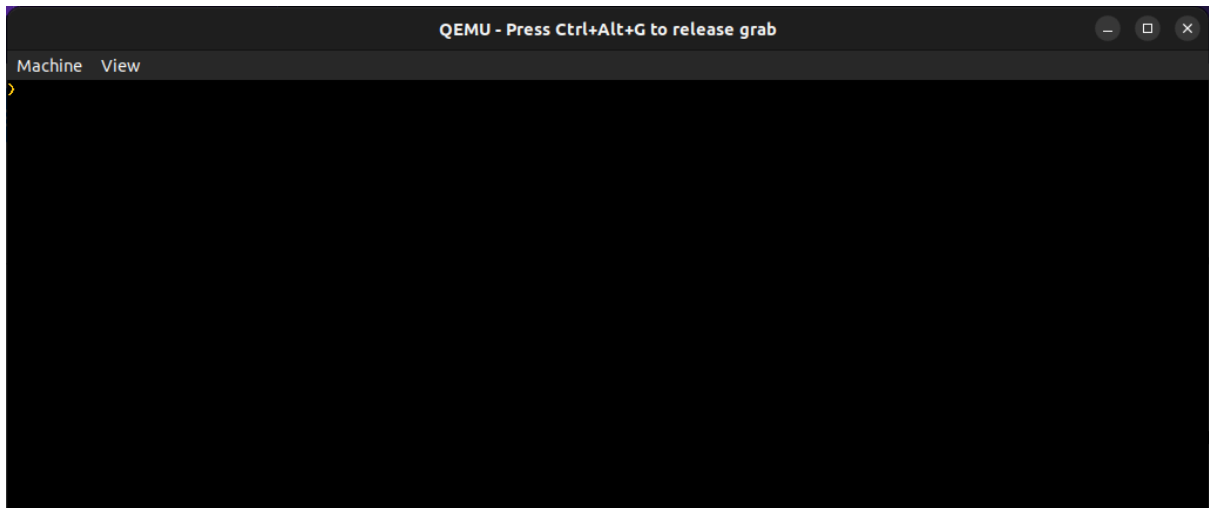 QEMU - Press Ctrl+Alt+G to release grab
Machine View
❯